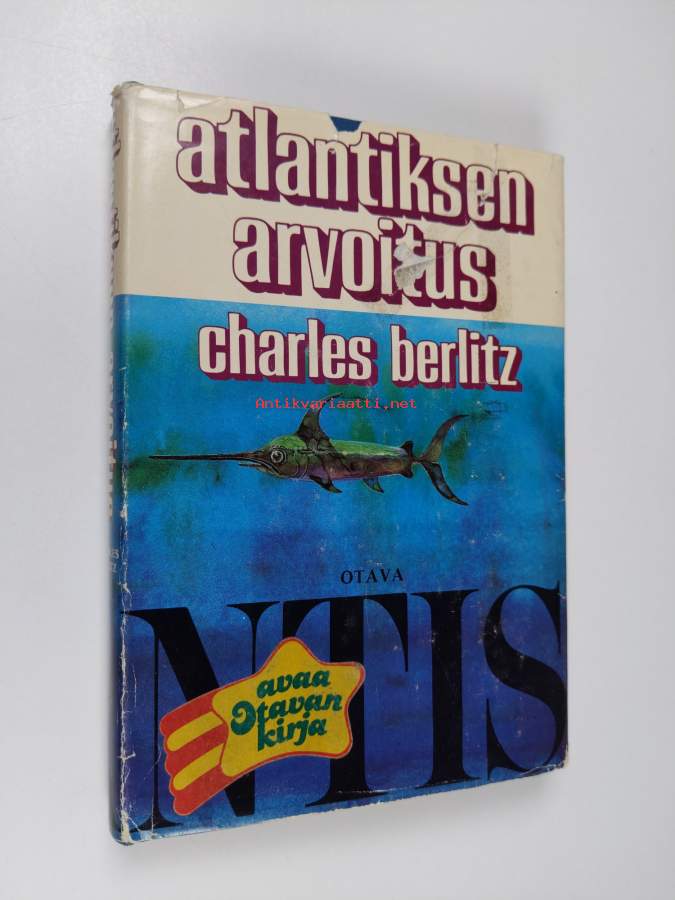 atlantiksen
arvoitus
charles berlitz
Antikvariaatti.net
OTAVA
NTIS
avaa
Otavan
kirja